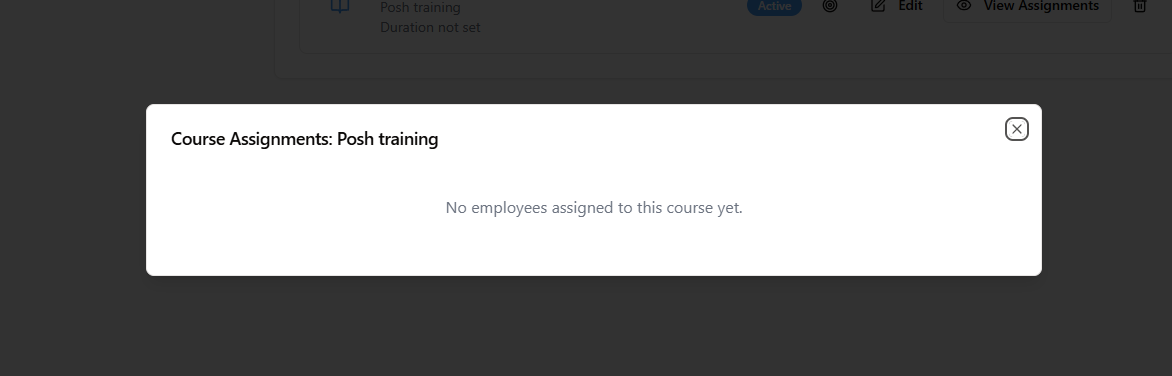 Posh training
Active
Edit
View Assignments
Duration not set
Course Assignments: Posh training
No employees assigned to this course yet.